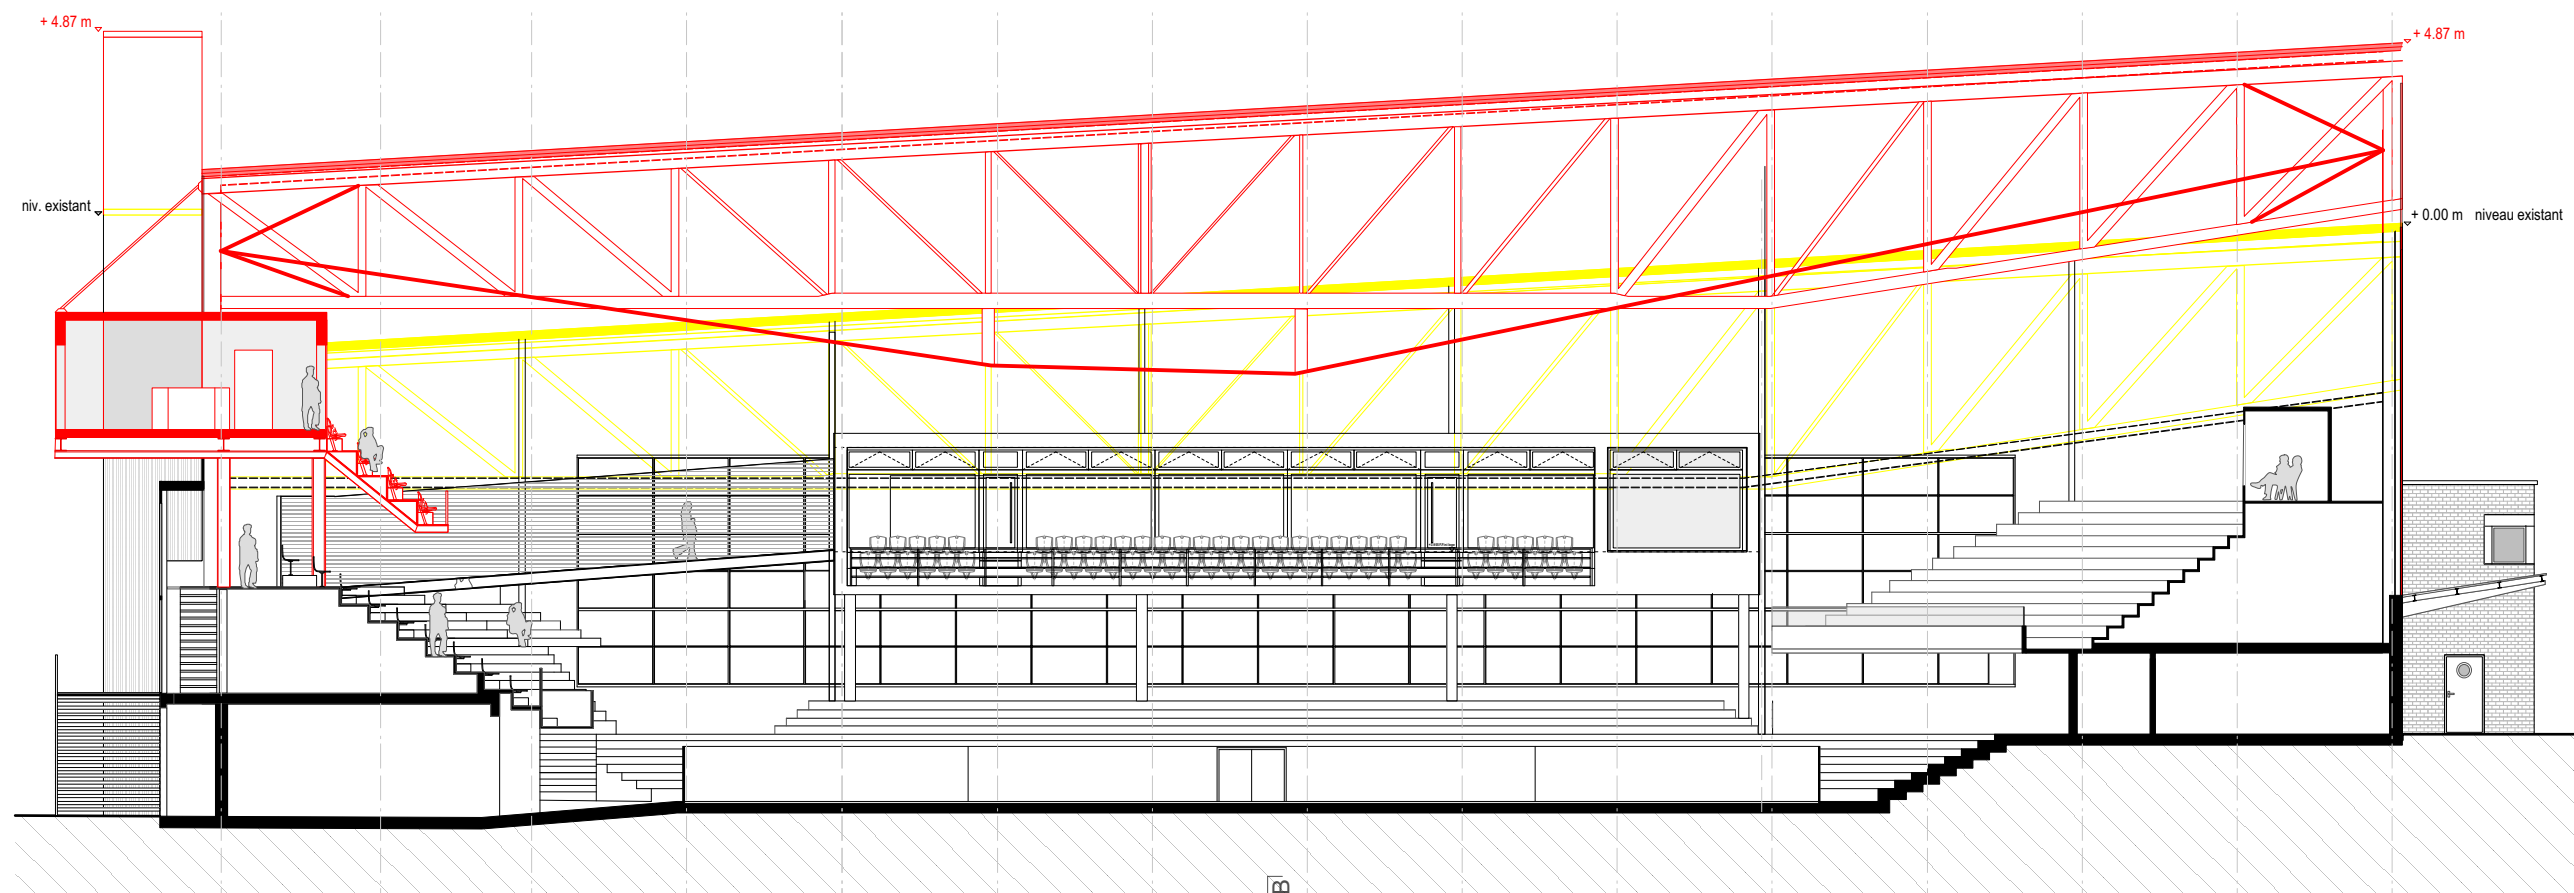 + 4.87 m
+ 4.87 m
niv. existant
+ 0.00 m niveau existant
B